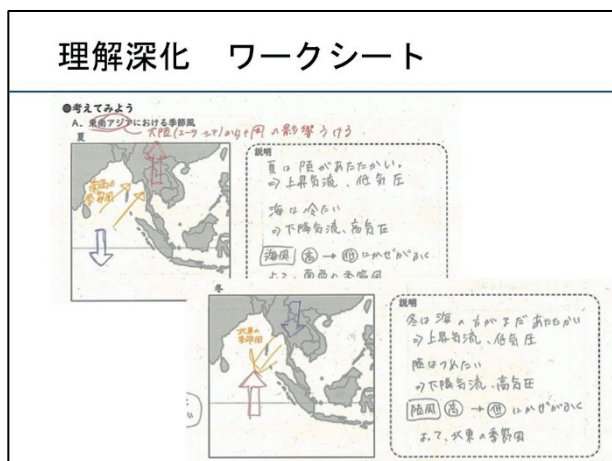 理解深化　ワークシート
●考えてみよう
A. 東南アジアにおける季節風
大陸(ユーラシア)からも風の影響うける
夏
南西の季節風
説明
夏は陸があたたかい。
⇒上昇気流、低気圧
海は冷たい
⇒下降気流、高気圧
海風 高→低にかぜがふく
よって、南西の季節風
冬
北東の季節風
説明
冬は海の方がまだあたたかい
⇒上昇気流、低気圧
陸はつめたい
⇒下降気流、高気圧
陸風 高→低にかぜがふく
よって、北東の季節風